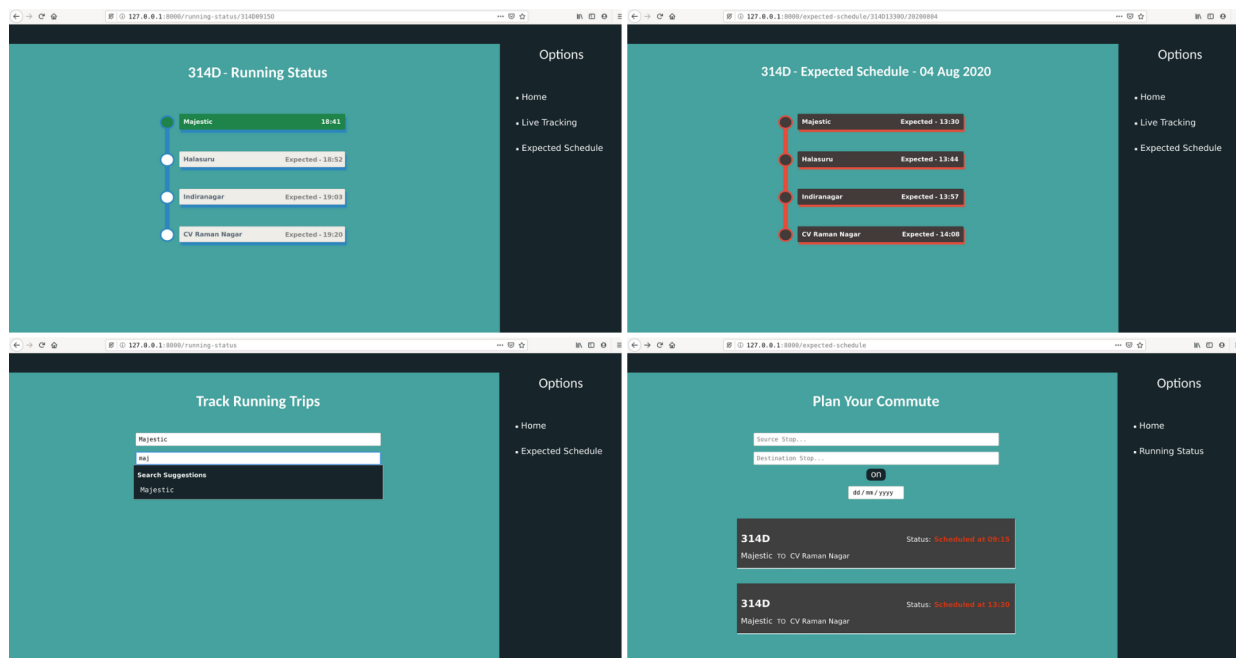 127.0.0.1:8000/running-status/314D09150
Options
314D - Running Status
• Home
Majestic 18:41
• Live Tracking
• Expected Schedule
Halasuru Expected - 18:52
Indiranagar Expected - 19:03
CV Raman Nagar Expected - 19:20
127.0.0.1:8000/expected-schedule/314D13300/20200804
Options
314D - Expected Schedule - 04 Aug 2020
• Home
Majestic Expected - 13:30
• Live Tracking
• Expected Schedule
Halasuru Expected - 13:44
Indiranagar Expected - 13:57
CV Raman Nagar Expected - 14:08
127.0.0.1:8000/running-status
Options
Track Running Trips
• Home
Majestic
• Expected Schedule
maj
Search Suggestions
Majestic
127.0.0.1:8000/expected-schedule
Options
Plan Your Commute
• Home
Source Stop...
• Running Status
Destination Stop...
on
dd / mm / yyyy
314D Status: Scheduled at 09:15
Majestic TO CV Raman Nagar
314D Status: Scheduled at 13:30
Majestic TO CV Raman Nagar